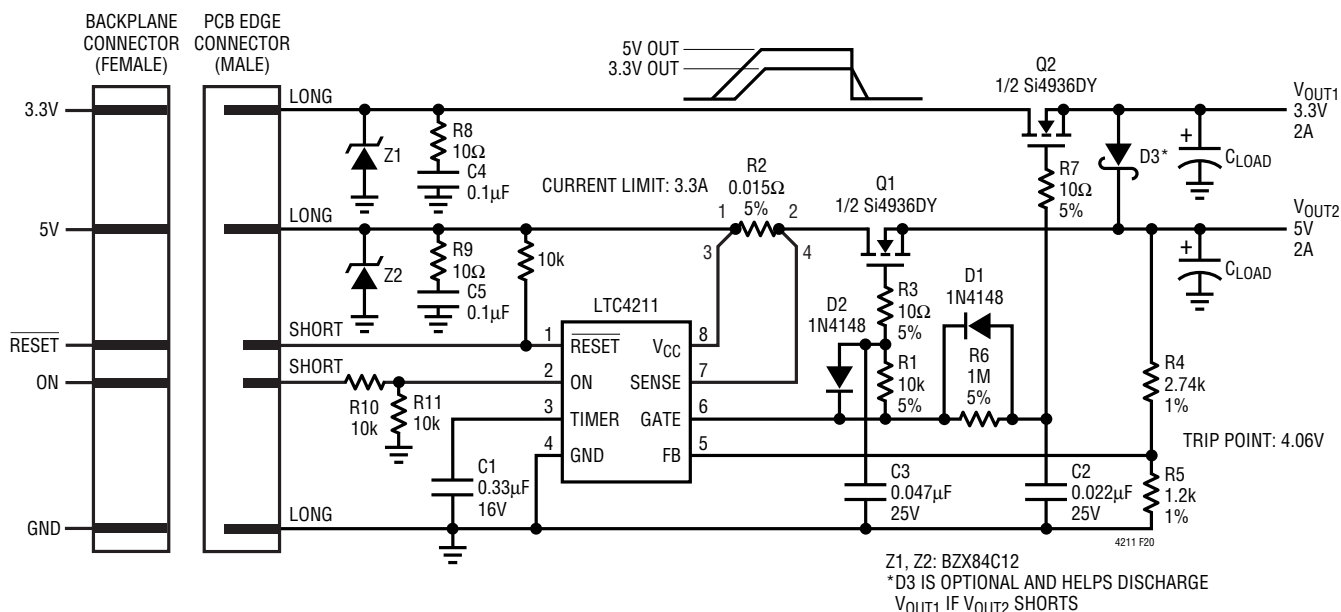 BACKPLANE
CONNECTOR
(FEMALE)
PCB EDGE
CONNECTOR
(MALE)
5V OUT
3.3V OUT
Q2
1/2 Si4936DY
LONG
3.3V
VOUT1
3.3V
2A
Z1
R8
10Ω
C4
0.1µF
CURRENT LIMIT: 3.3A
R2
0.015Ω
5%
Q1
1/2 Si4936DY
R7
10Ω
5%
D3*
+
CLOAD
LONG
5V
1
2
3
4
VOUT2
5V
2A
Z2
R9
10Ω
C5
0.1µF
10k
LTC4211
D2
1N4148
R3
10Ω
5%
D1
1N4148
+
CLOAD
SHORT
RESET
1
RESET
VCC
8
SHORT
ON
2
ON
SENSE
7
R10
10k
R11
10k
3
TIMER
GATE
6
4
GND
FB
5
R1
10k
5%
R6
1M
5%
R4
2.74k
1%
TRIP POINT: 4.06V
C1
0.33µF
16V
C3
0.047µF
25V
C2
0.022µF
25V
R5
1.2k
1%
LONG
GND
4211 F20
Z1, Z2: BZX84C12
*D3 IS OPTIONAL AND HELPS DISCHARGE
VOUT1 IF VOUT2 SHORTS